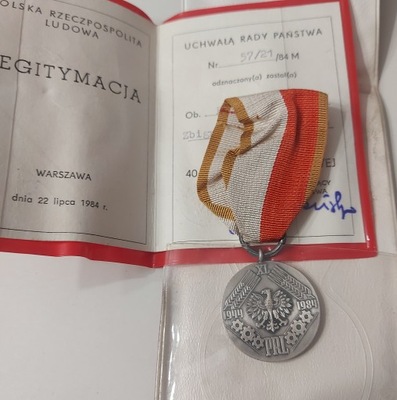 OLSKA RZECZPOSPOLITA
LUDOWA
EGITYMACJA
WARSZAWA
dnia 22 lipca 1984 r.
UCHWAŁĄ RADY PAŃSTWA
Nr. 57/21/84 M
odznaczony(a) został(a)
Ob.
40
XL
1944 1984
PRL